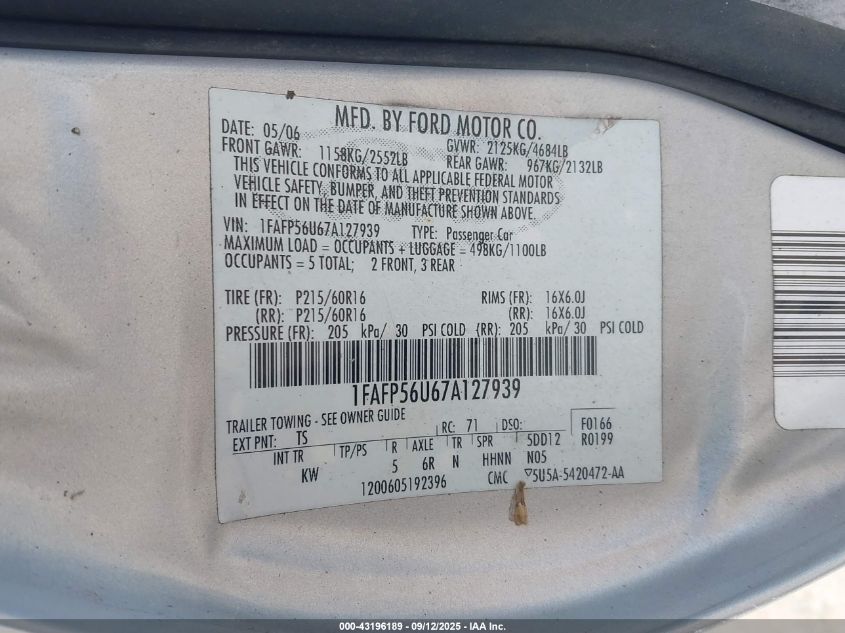 MFD. BY FORD MOTOR CO.
DATE: 05/06 GVWR: 2125KG/4684LB
FRONT GAWR: 1158KG/2552LB REAR GAWR: 967KG/2132LB
THIS VEHICLE CONFORMS TO ALL APPLICABLE FEDERAL MOTOR
VEHICLE SAFETY, BUMPER, AND THEFT PREVENTION STANDARDS
IN EFFECT ON THE DATE OF MANUFACTURE SHOWN ABOVE.
VIN: 1FAFP56U67A127939 TYPE: Passenger Car
MAXIMUM LOAD = OCCUPANTS + LUGGAGE = 498KG/1100LB
OCCUPANTS = 5 TOTAL; 2 FRONT, 3 REAR
TIRE (FR): P215/60R16 RIMS (FR): 16X6.0J
(RR): P215/60R16 (RR): 16X6.0J
PRESSURE (FR): 205 kPa/ 30 PSI COLD (RR): 205 kPa/ 30 PSI COLD
1FAFP56U67A127939
TRAILER TOWING - SEE OWNER GUIDE
EXT PNT: TS RC: 71 DSO: F0166
INT TR TP/PS R AXLE TR SPR 5DD12 R0199
KW 5 6R N HHNN N05
1200605192396 CMC ▽5U5A-5420472-AA
000-43196189 - 09/12/2025 - IAA Inc.